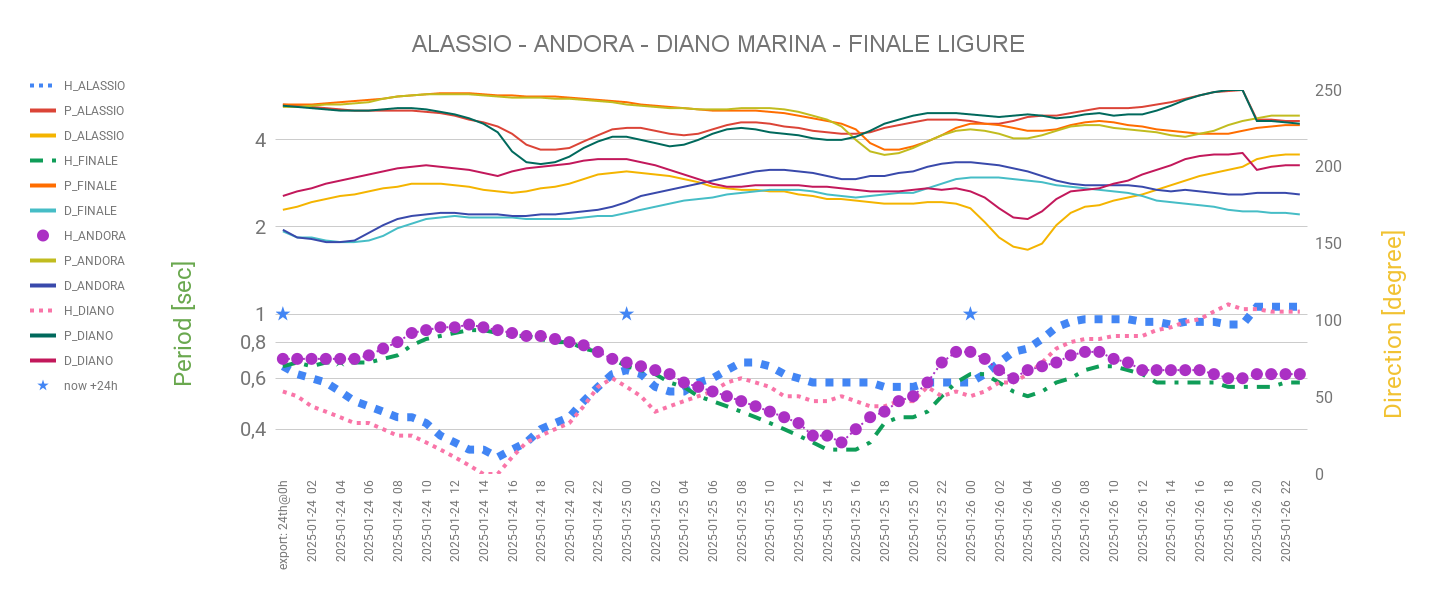 ALASSIO - ANDORA - DIANO MARINA - FINALE LIGURE
H_ALASSIO
P_ALASSIO
D_ALASSIO
H_FINALE
P_FINALE
D_FINALE
H_ANDORA
P_ANDORA
D_ANDORA
H_DIANO
P_DIANO
D_DIANO
now +24h
Period [sec]
4
2
1
0,8
0,6
0,4
250
200
150
100
50
0
Direction [degree]
export: 24th@0h
2025-01-24 02
2025-01-24 04
2025-01-24 06
2025-01-24 08
2025-01-24 10
2025-01-24 12
2025-01-24 14
2025-01-24 16
2025-01-24 18
2025-01-24 20
2025-01-24 22
2025-01-25 00
2025-01-25 02
2025-01-25 04
2025-01-25 06
2025-01-25 08
2025-01-25 10
2025-01-25 12
2025-01-25 14
2025-01-25 16
2025-01-25 18
2025-01-25 20
2025-01-25 22
2025-01-26 00
2025-01-26 02
2025-01-26 04
2025-01-26 06
2025-01-26 08
2025-01-26 10
2025-01-26 12
2025-01-26 14
2025-01-26 16
2025-01-26 18
2025-01-26 20
2025-01-26 22